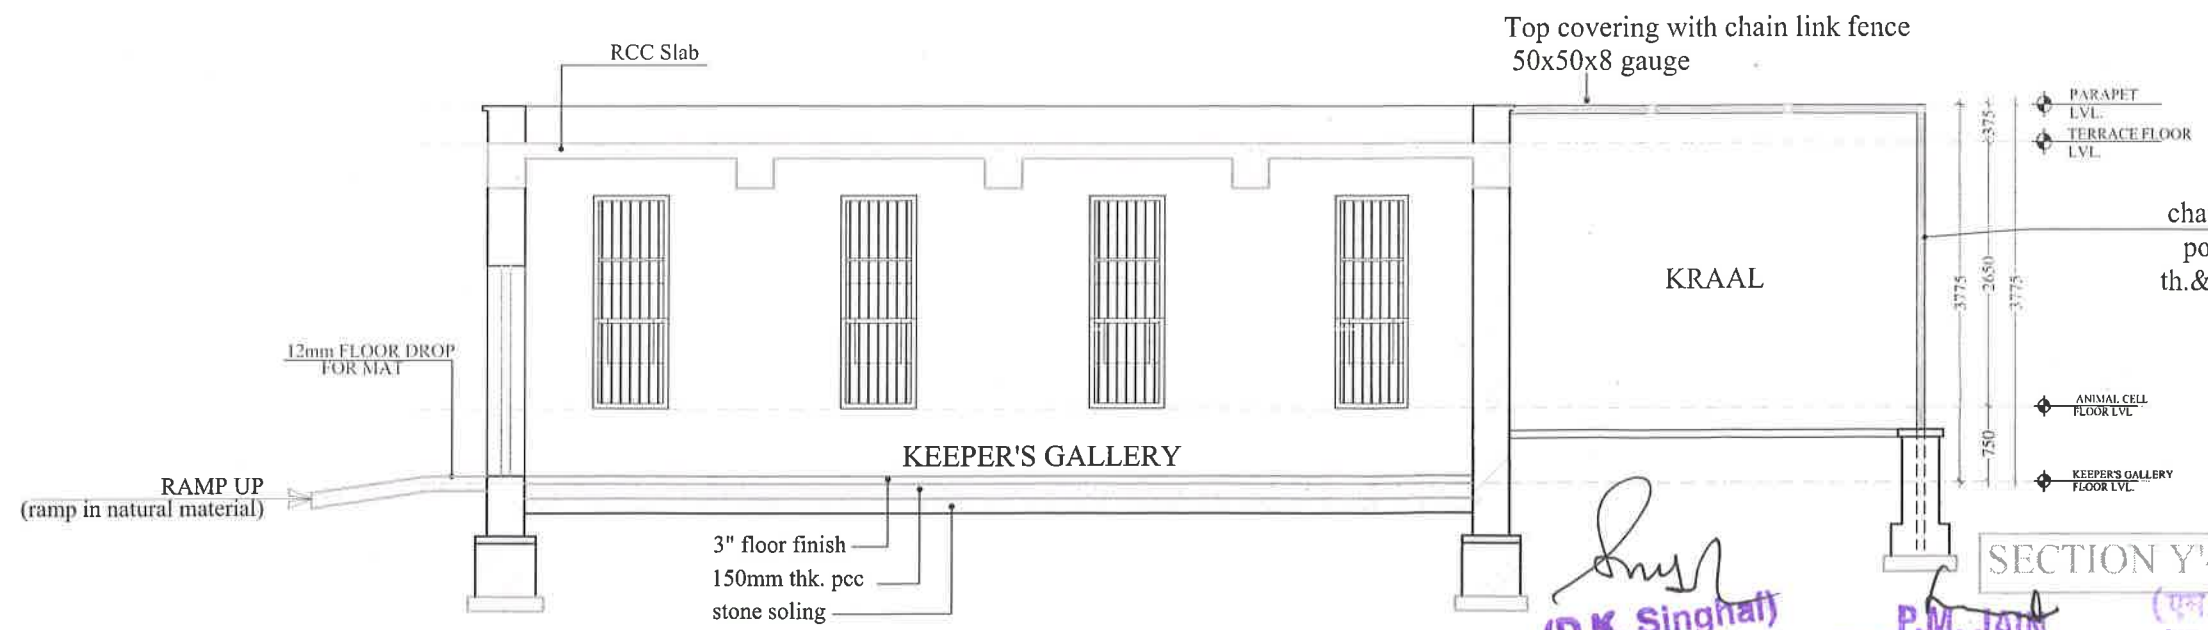 Top covering with chain link fence
50x50x8 gauge
RCC Slab
PARAPET
LVL.
375
TERRACE FLOOR
LVL.
cha
po
th.&
KRAAL
3775
2650
3775
12mm FLOOR DROP
FOR MAT
ANIMAL CELL
FLOOR LVL
750
KEEPER'S GALLERY
KEEPER'S GALLERY
FLOOR LVL.
RAMP UP
(ramp in natural material)
3" floor finish
150mm thk. pcc
stone soling
SECTION Y'
(D.K. Singhal)
P.M. JAIN
(एल